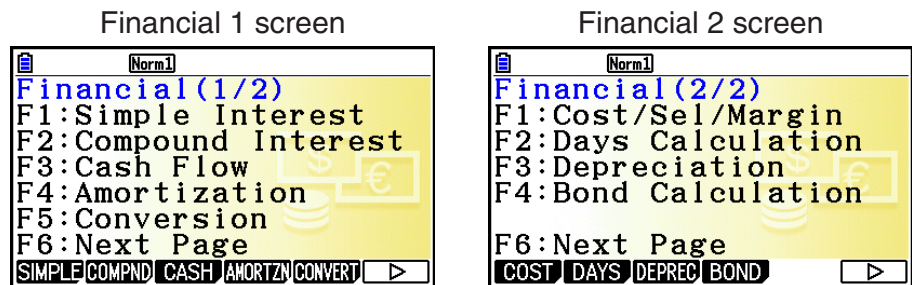 Financial 1 screen
Norm1
Financial(1/2)
F1:Simple Interest
F2:Compound Interest
F3:Cash Flow
F4:Amortization
F5:Conversion
F6:Next Page
SIMPLE COMPND CASH AMORTZN CONVERT
Financial 2 screen
Norm1
Financial(2/2)
F1:Cost/Sel/Margin
F2:Days Calculation
F3:Depreciation
F4:Bond Calculation
F6:Next Page
COST DAYS DEPREC BOND